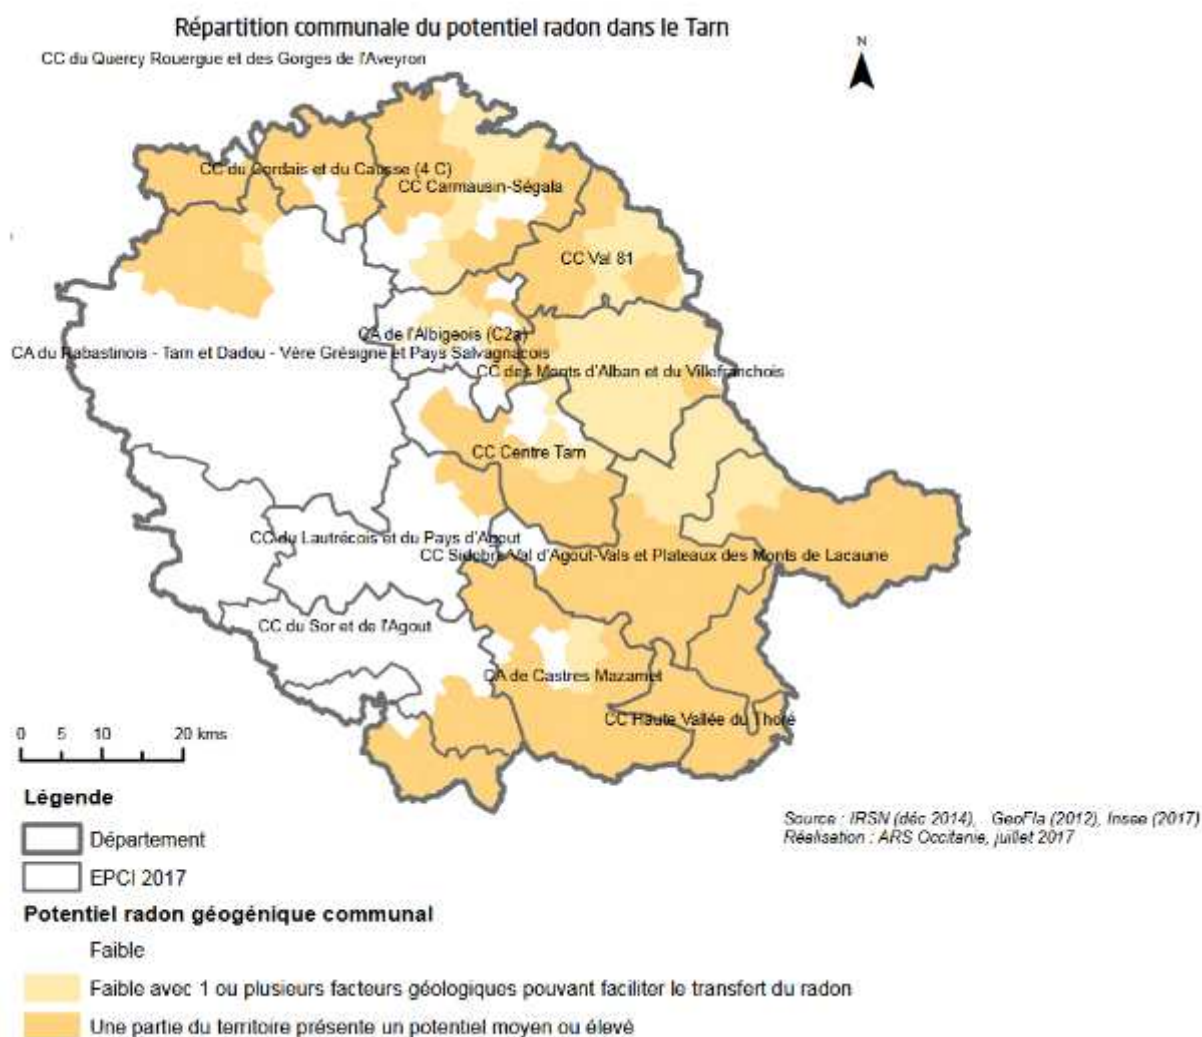 Répartition communale du potentiel radon dans le Tarn
CC du Quercy Rouergue et des Gorges de l'Aveyron
N
CC du Cordais et du Causse (4 C)
CC Carmausin-Ségala
CC Val 81
CA de l'Albigeois (C2a)
CA du Rabastinois - Tarn et Dadou - Vère Grésigne et Pays Salvagnacois
CC des Monts d'Alban et du Villefranchois
CC Centre Tarn
CC du Lautrécois et du Pays d'Agout
CC Sidobre Val d'Agout-Vals et Plateaux des Monts de Lacaune
CC du Sor et de l'Agout
CA de Castres Mazamet
CC Haute Vallée du Thoré
0 5 10 20 kms
Légende
Département
EPCI 2017
Potentiel radon géogénique communal
Faible
Faible avec 1 ou plusieurs facteurs géologiques pouvant faciliter le transfert du radon
Une partie du territoire présente un potentiel moyen ou élevé
Source : IRSN (déc 2014), GeoFla (2012), Insee (2017)
Réalisation : ARS Occitanie, juillet 2017